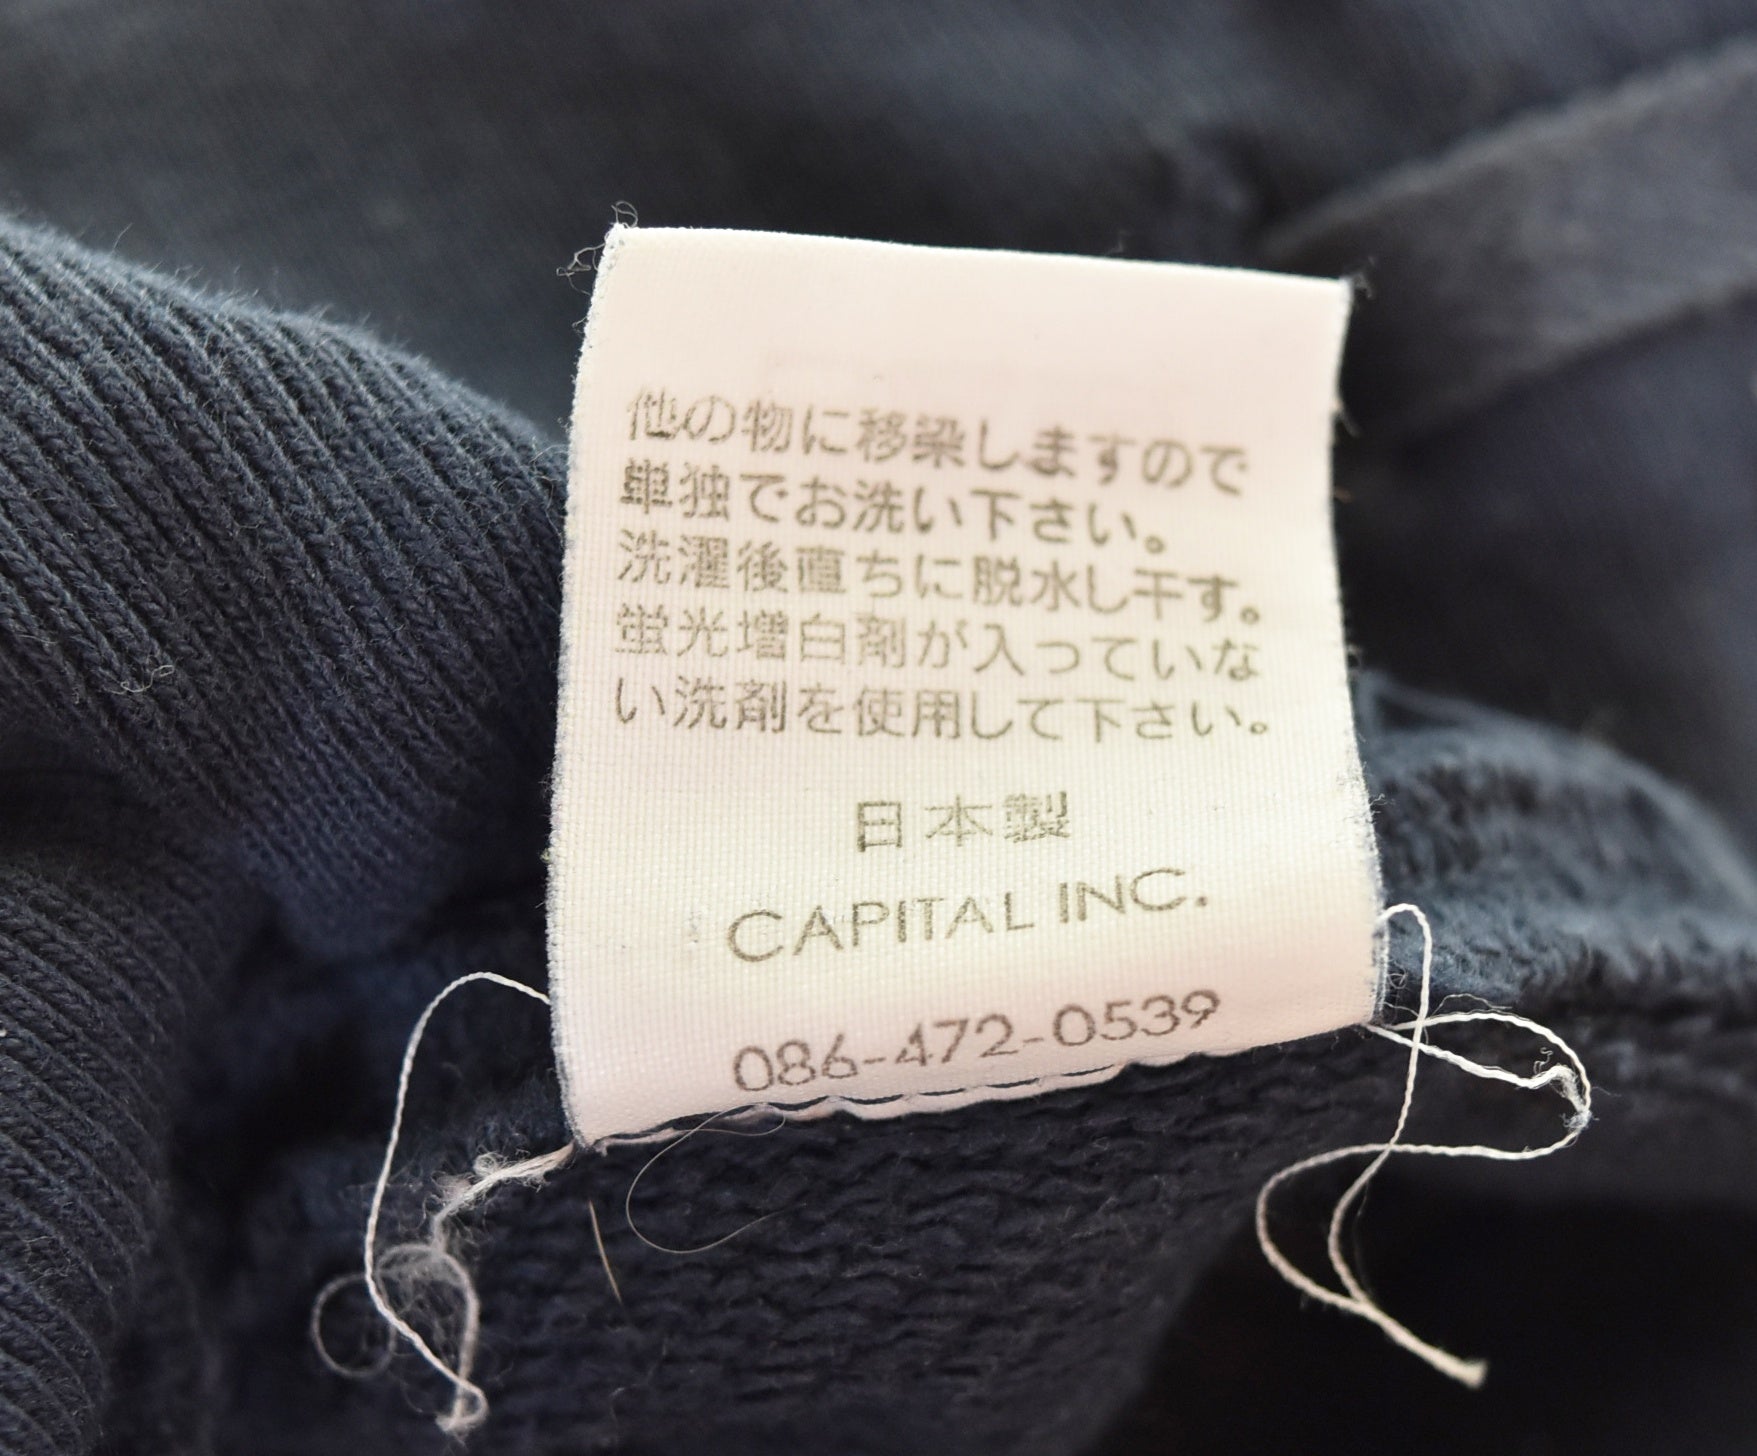 他の物に移染しますので
単独でお洗い下さい。
洗濯後直ちに脱水し干す。
蛍光増白剤が入っていな
い洗剤を使用して下さい。
日本製
CAPITAL INC.
086-472-0539